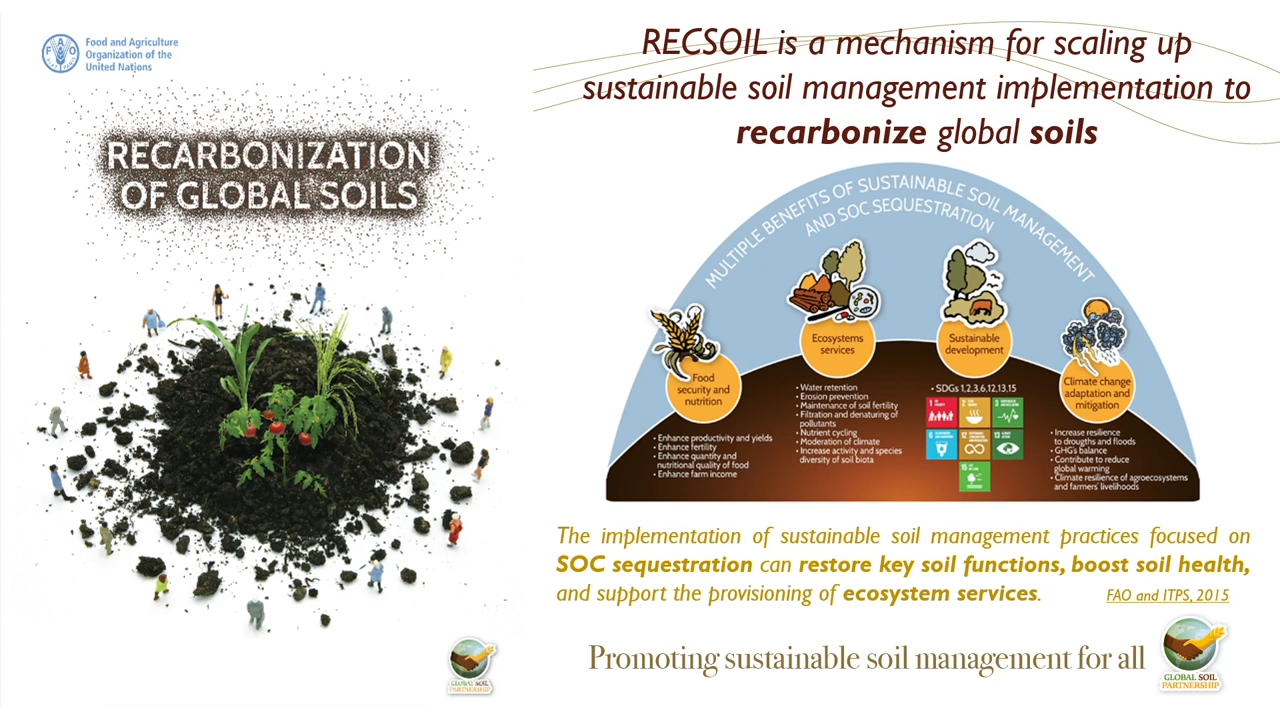 Food and Agriculture
Organization of the
United Nations
RECARBONIZATION
OF GLOBAL SOILS
GLOBAL SOIL
PARTNERSHIP
RECSOIL is a mechanism for scaling up
sustainable soil management implementation to
recarbonize global soils
MULTIPLE BENEFITS OF SUSTAINABLE SOIL MANAGEMENT
AND SOC SEQUESTRATION
Food
security and
nutrition
• Enhance productivity and yields
• Enhance fertility
• Enhance quantity and
nutritional quality of food
• Enhance farm income
Ecosystems
services
• Water retention
• Erosion prevention
• Maintenance of soil fertility
• Filtration and denaturing of
pollutants
• Nutrient cycling
• Moderation of climate
• Increase activity and species
diversity of soil biota
Sustainable
development
• SDGs 1,2,3,6,12,13,15
Climate change
adaptation and
mitigation
• Increase resilience
to drougths and floods
• GHG's balance
• Contribute to reduce
global warming
• Climate resilience of agroecosystems
and farmers' livelihoods
The implementation of sustainable soil management practices focused on
SOC sequestration can restore key soil functions, boost soil health,
and support the provisioning of ecosystem services. FAO and ITPS, 2015
Promoting sustainable soil management for all
GLOBAL SOIL
PARTNERSHIP